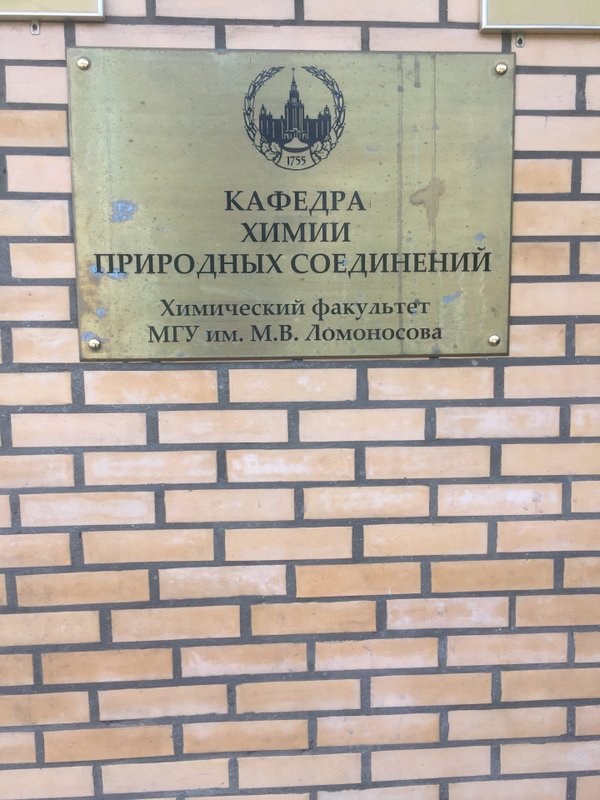 1755
КАФЕДРА
ХИМИИ
ПРИРОДНЫХ СОЕДИНЕНИЙ
Химический факультет
МГУ им. М.В. Ломоносова